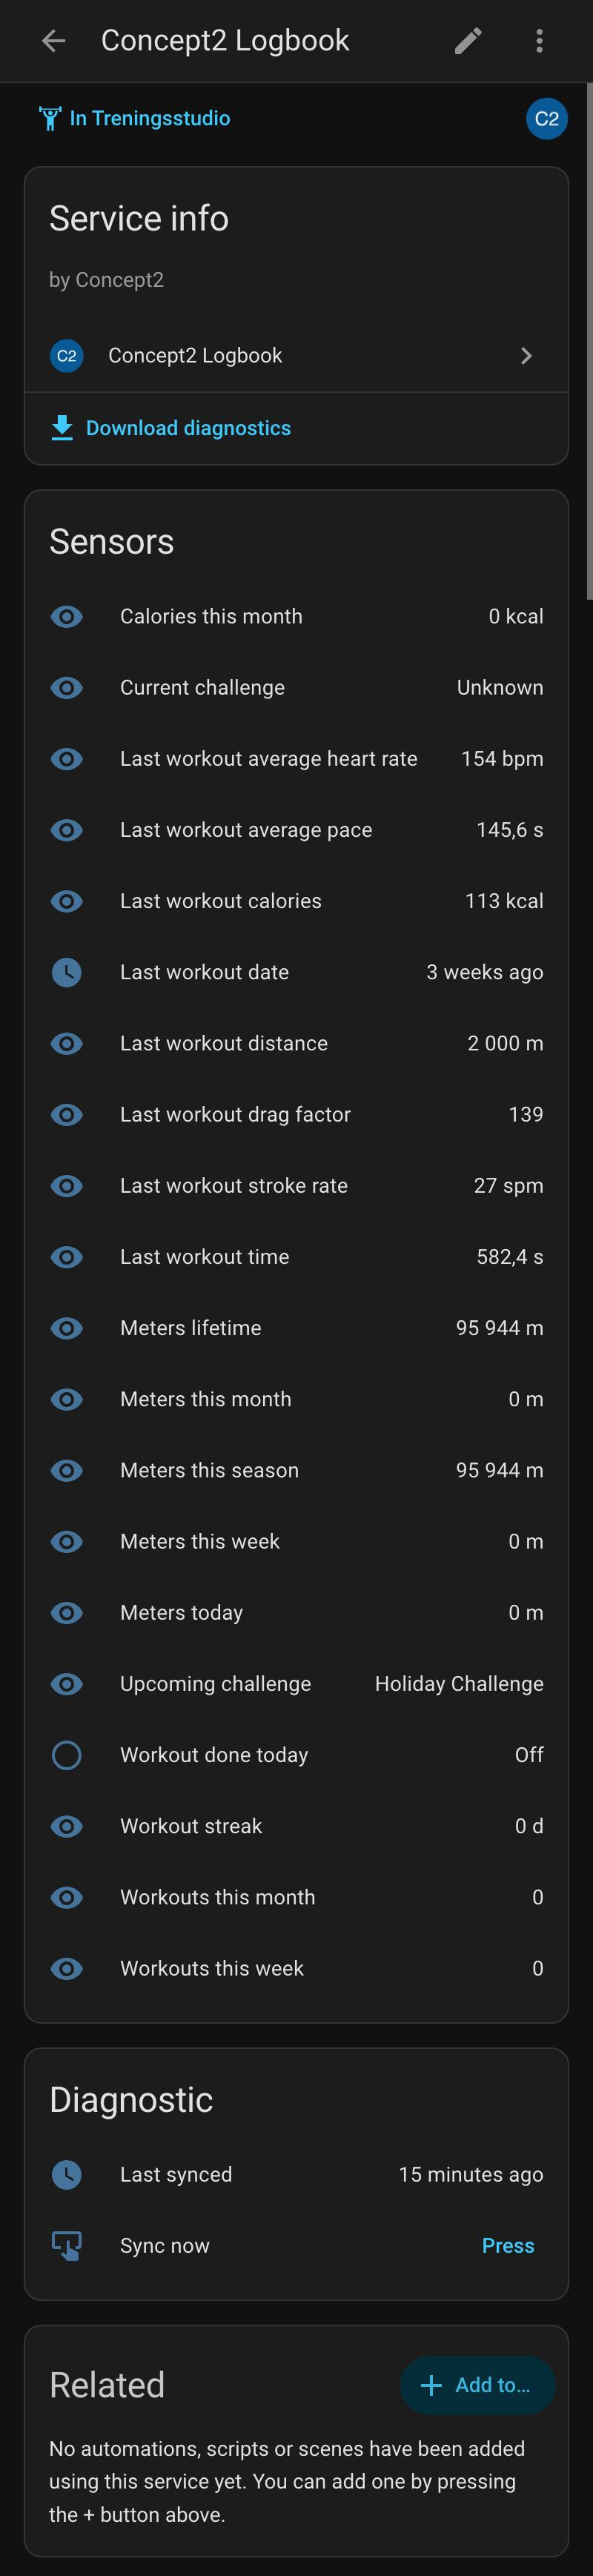 Concept2 Logbook
In Treningsstudio
C2
Service info
by Concept2
C2 Concept2 Logbook
Download diagnostics
Sensors
Calories this month 0 kcal
Current challenge Unknown
Last workout average heart rate 154 bpm
Last workout average pace 145,6 s
Last workout calories 113 kcal
Last workout date 3 weeks ago
Last workout distance 2 000 m
Last workout drag factor 139
Last workout stroke rate 27 spm
Last workout time 582,4 s
Meters lifetime 95 944 m
Meters this month 0 m
Meters this season 95 944 m
Meters this week 0 m
Meters today 0 m
Upcoming challenge Holiday Challenge
Workout done today Off
Workout streak 0 d
Workouts this month 0
Workouts this week 0
Diagnostic
Last synced 15 minutes ago
Sync now Press
Related
+ Add to...
No automations, scripts or scenes have been added
using this service yet. You can add one by pressing
the + button above.